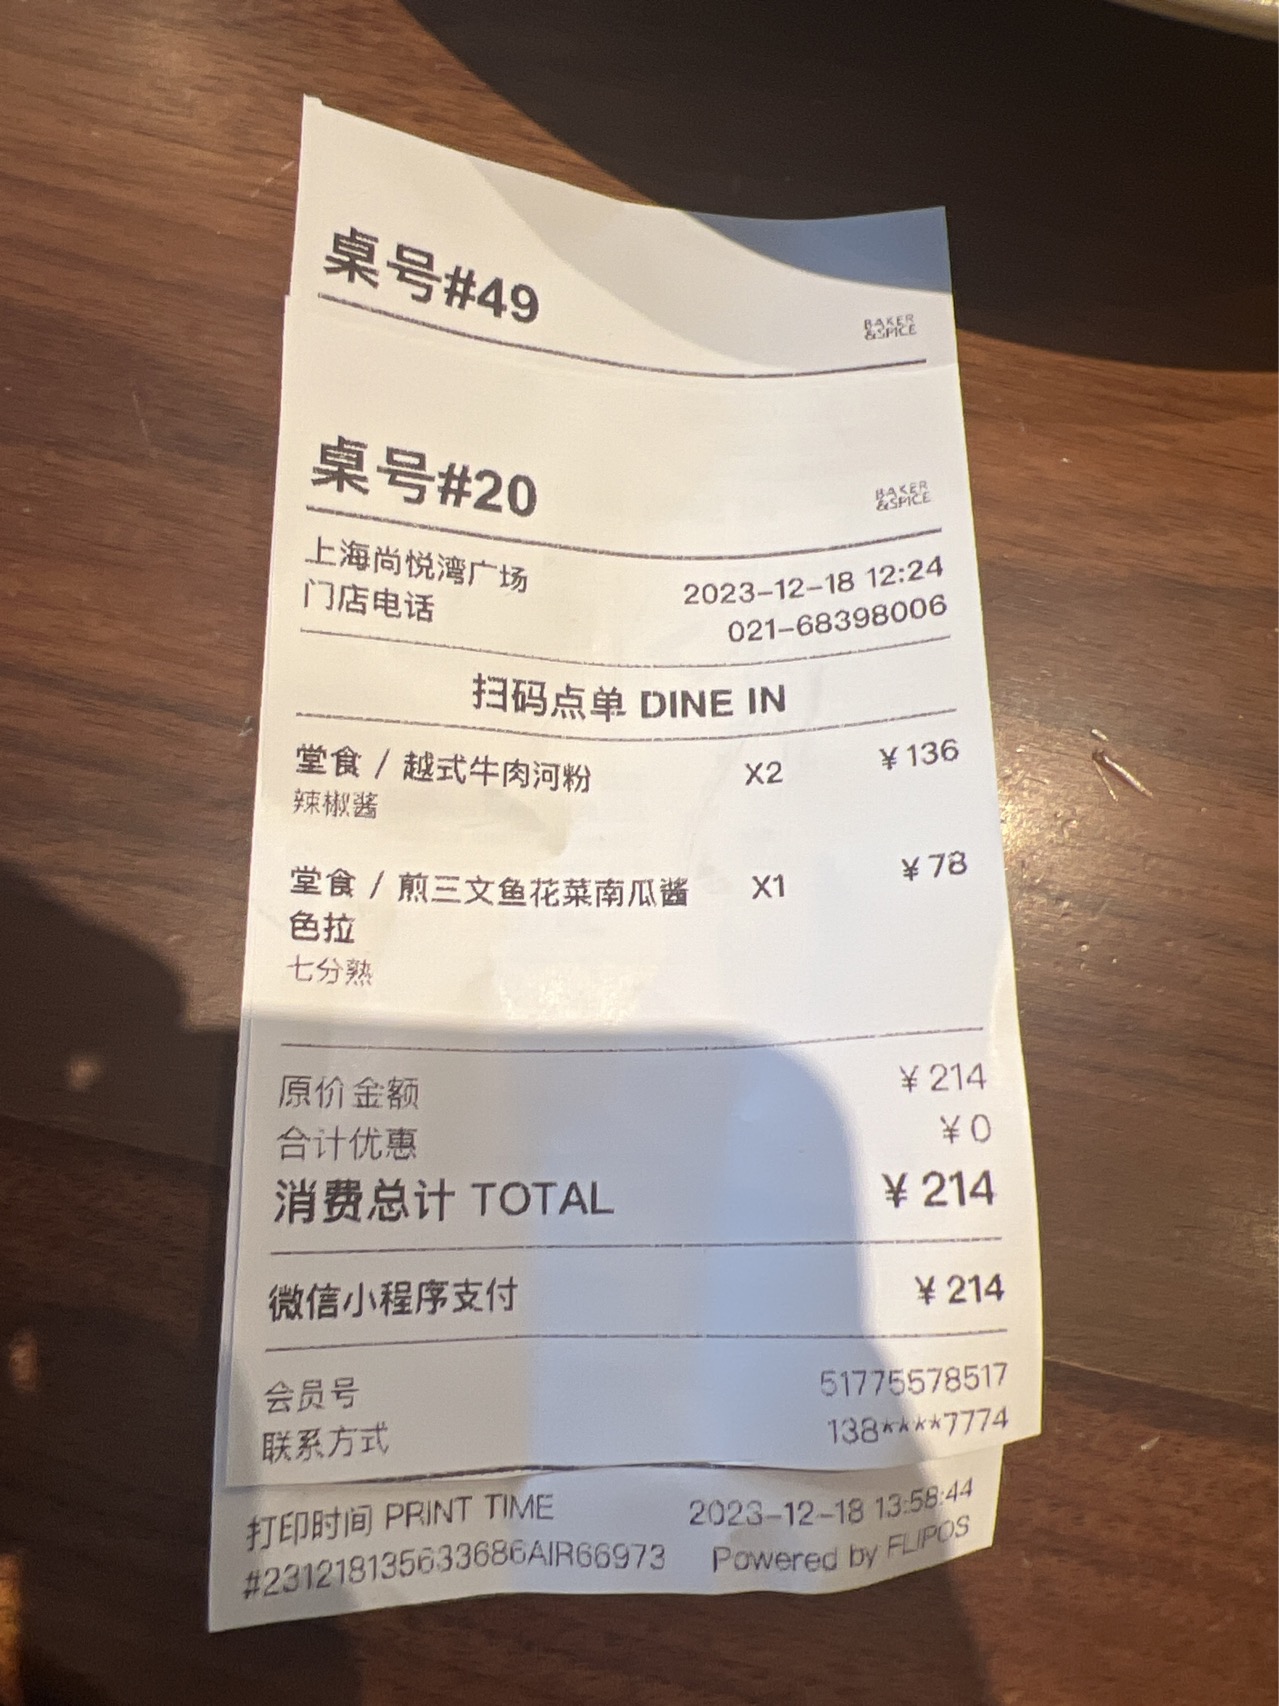 桌号#49
BAKER
&SPICE
桌号#20
BAKER
&SPICE
上海尚悦湾广场 2023-12-18 12:24
门店电话 021-68398006
扫码点单 DINE IN
堂食 / 越式牛肉河粉 X2 ¥136
辣椒酱
堂食 / 煎三文鱼花菜南瓜酱 X1 ¥78
色拉
七分熟
原价金额 ¥214
合计优惠 ¥0
消费总计 TOTAL ¥214
微信小程序支付 ¥214
会员号 51775578517
联系方式 138****7774
打印时间 PRINT TIME 2023-12-18 13:58:44
#231218135633686AIR66973 Powered by FLIPOS